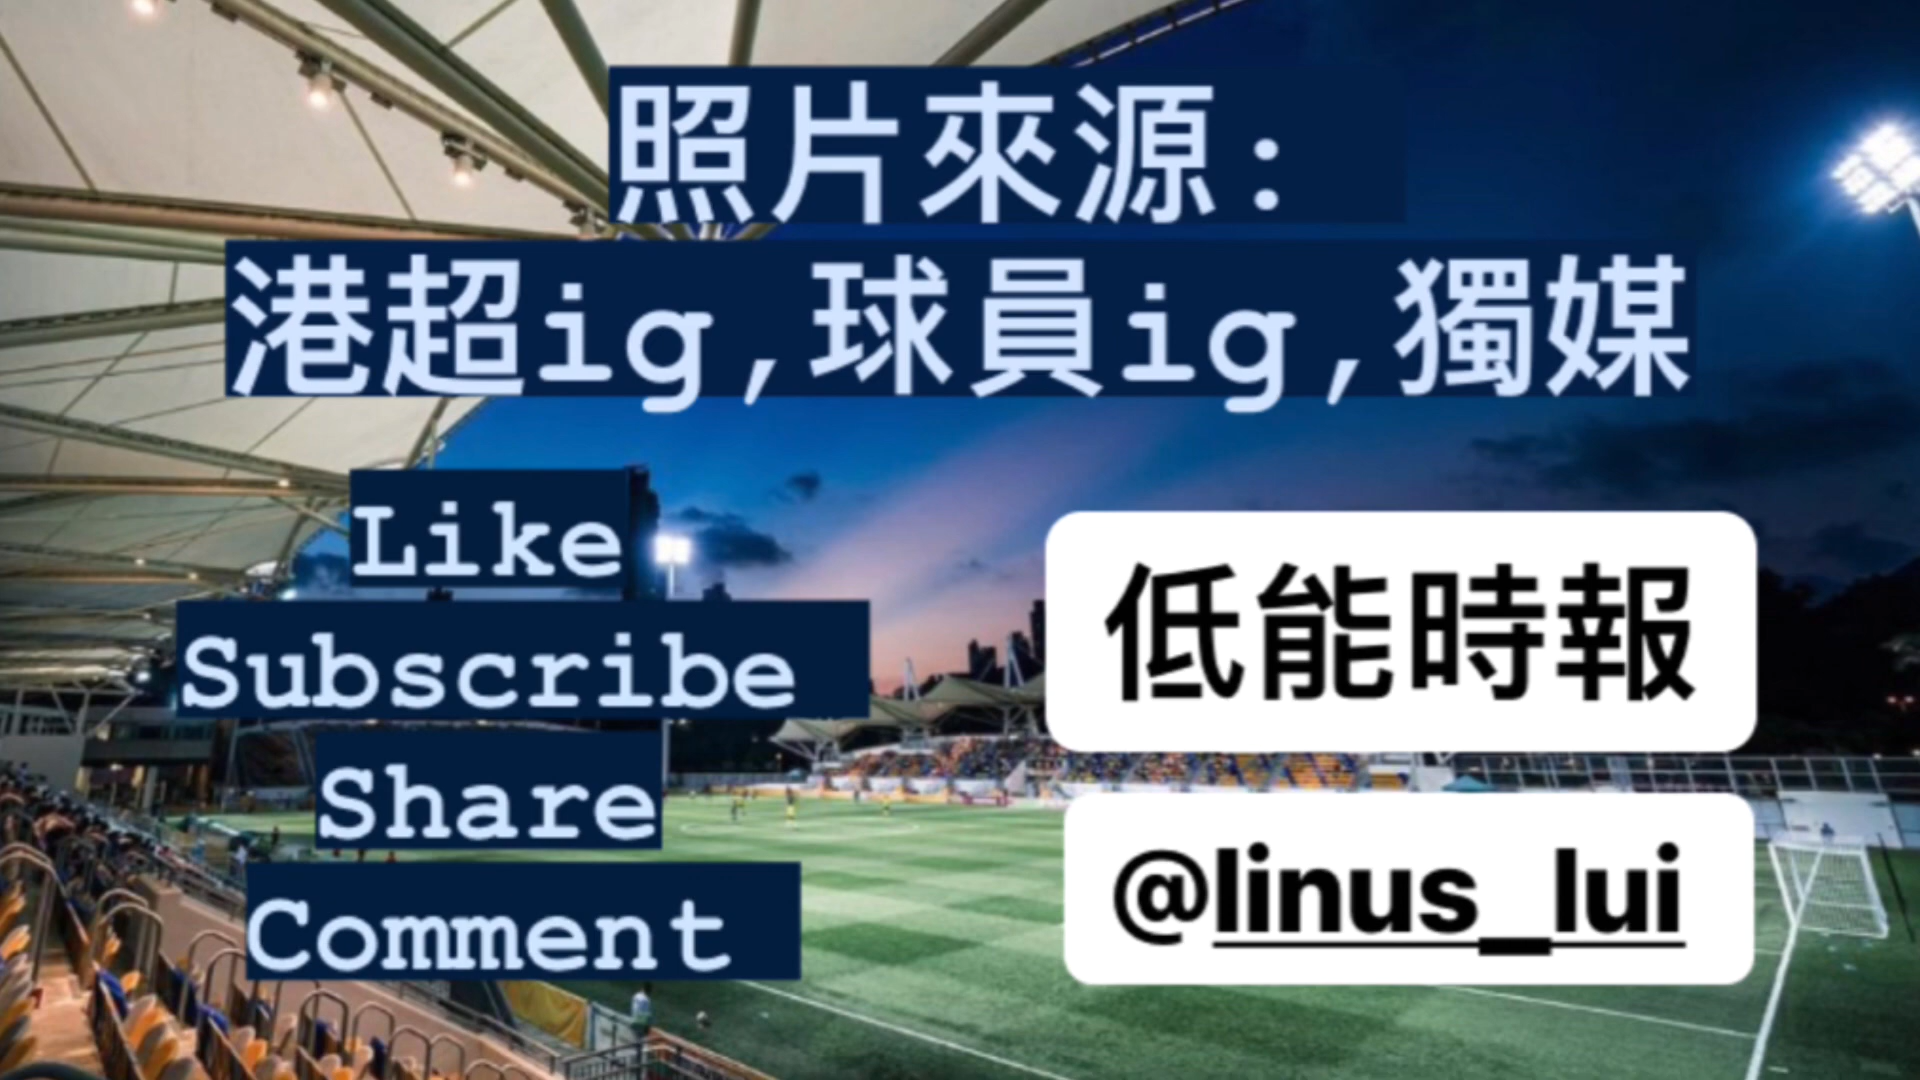 照片來源:
港超ig,球員ig,獨媒
Like
Subscribe
Share
Comment
低能時報
@linus_lui